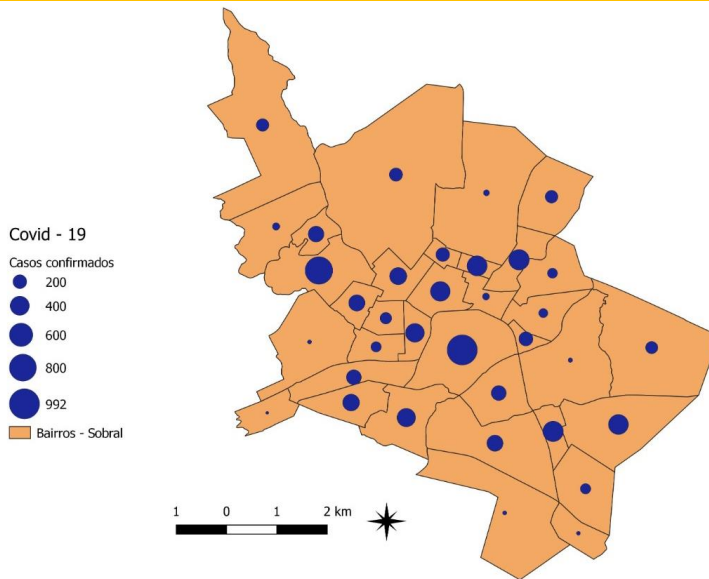 Covid - 19
Casos confirmados
200
400
600
800
992
Bairros - Sobral
1 0 1 2 km